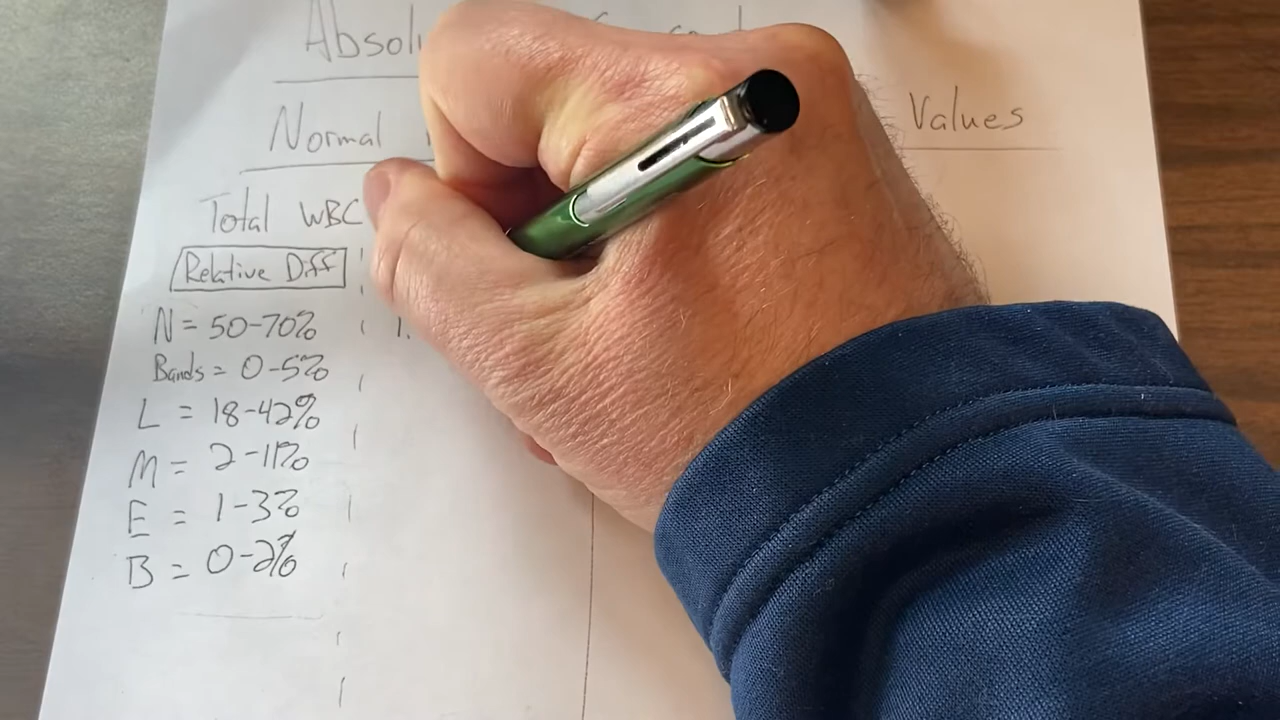 Normal Values
Total WBC
Relative Diff
N = 50-70%
Bands = 0-5%
L = 18-42%
M = 2-11%
E = 1-3%
B = 0-2%